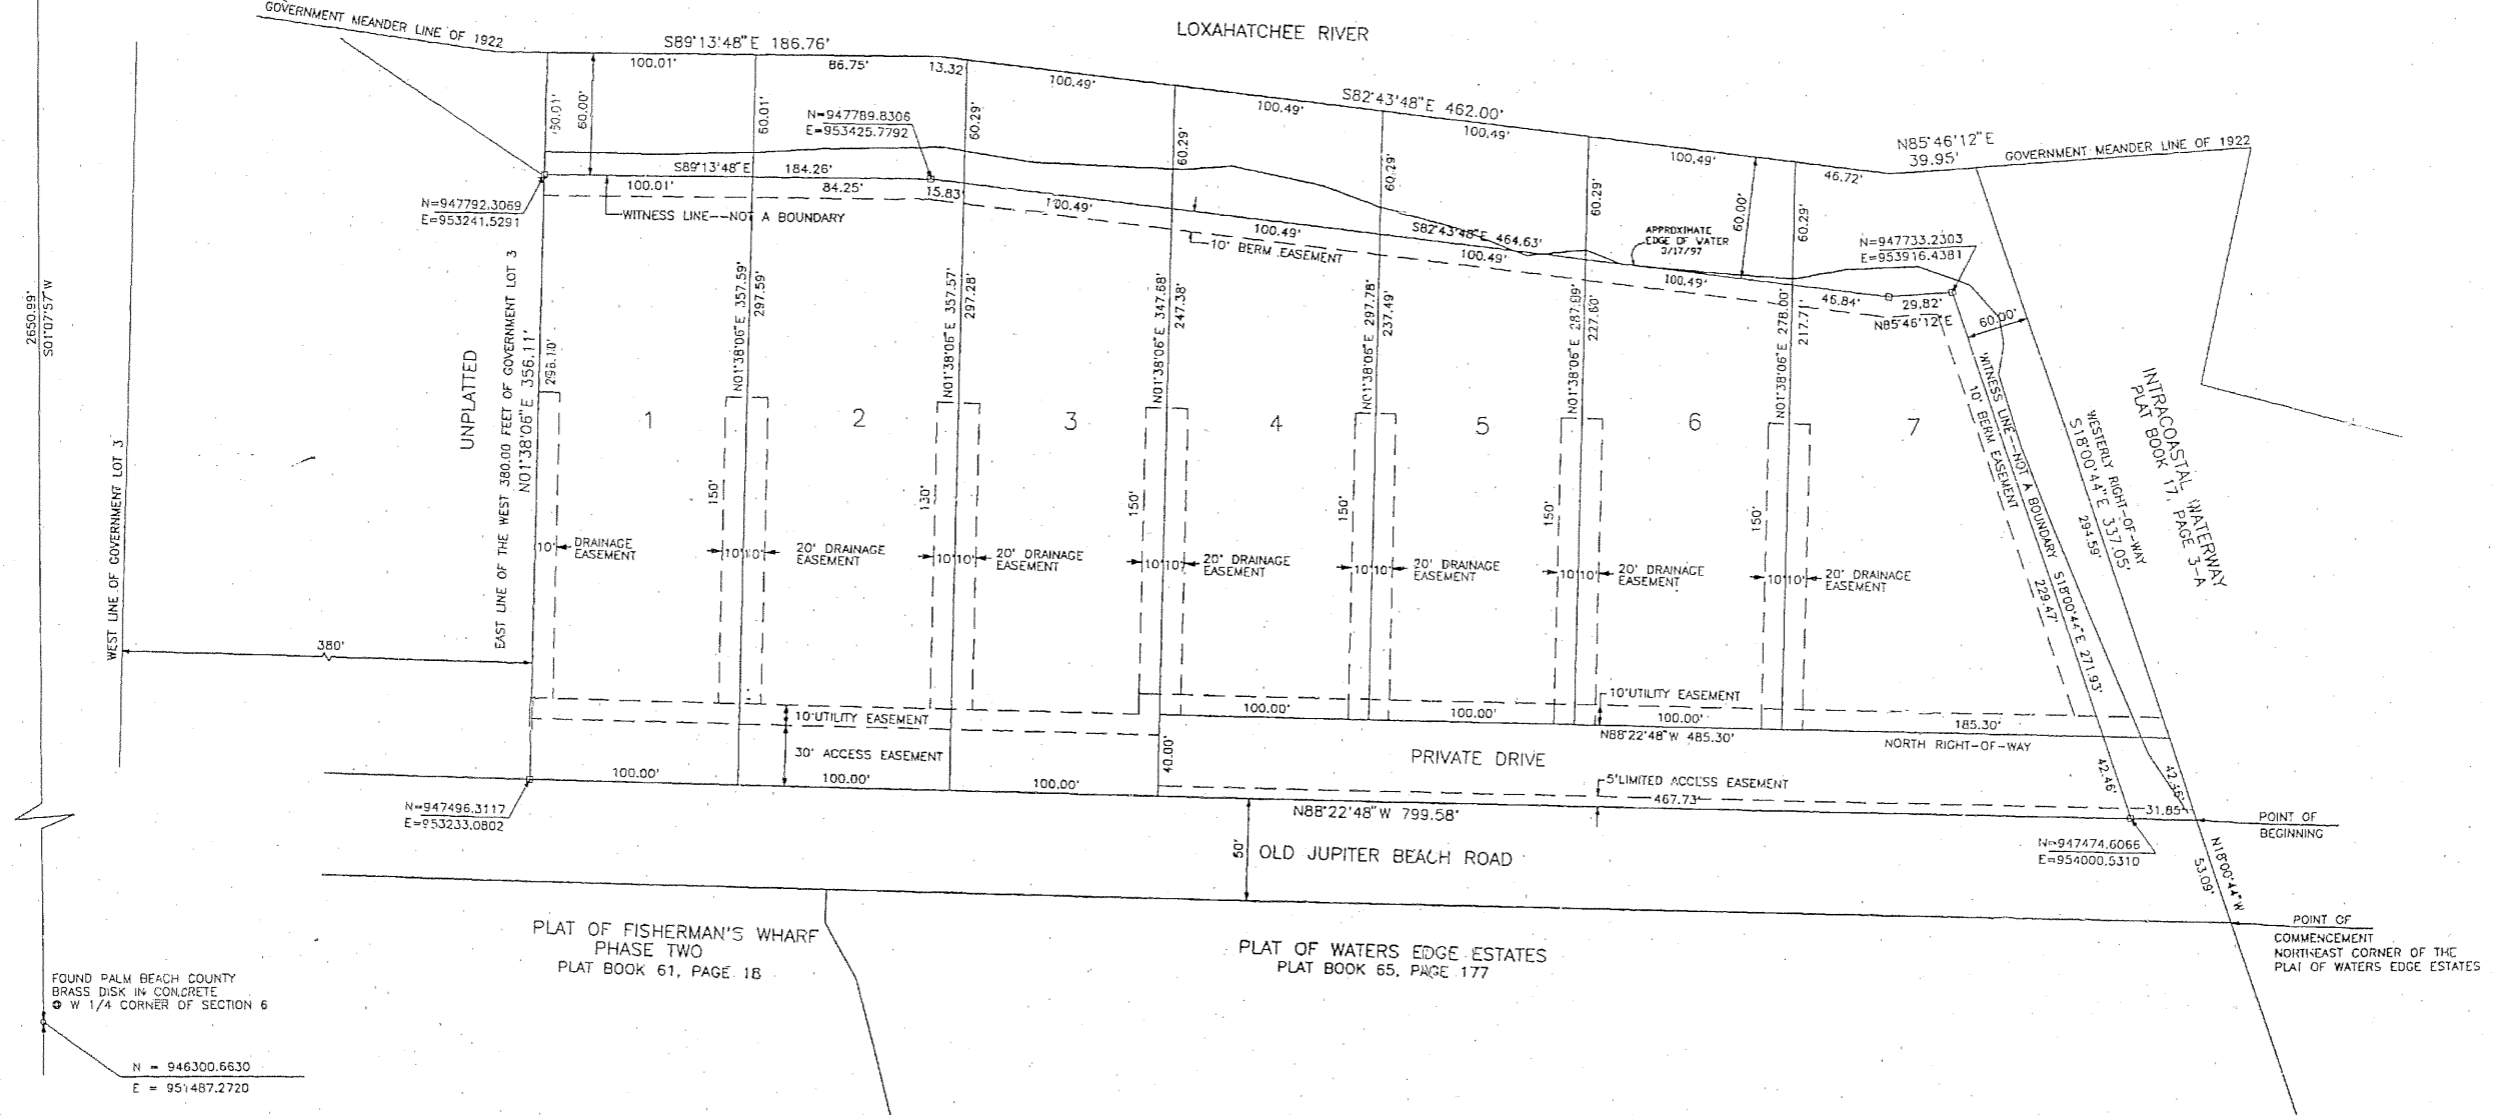 GOVERNMENT MEANDER LINE OF 1922
S89°13'48"E 186.76'
LOXAHATCHEE RIVER
100.01'
86.75'
13.32
100.49'
100.49'
S82°43'48"E 462.00'
100.49'
100.49'
46.72'
N85°46'12"E
39.95'
GOVERNMENT MEANDER LINE OF 1922
60.00'
60.01'
60.29'
60.29'
60.29'
60.29'
60.00'
60.29'
N=947789.8306
E=953425.7792
S89°13'48"E 184.26'
100.01'
84.25'
15.83'
100.49'
100.49'
S82°43'48"E 464.63'
100.49'
100.49'
46.84'
29.82'
N85°46'12"E
60.00'
N=947792.3069
E=953241.5291
WITNESS LINE--NOT A BOUNDARY
10' BERM EASEMENT
APPROXIMATE
EDGE OF WATER
3/17/97
N=947733.2303
E=953916.4381
2650.99'
S01°07'57"W
WEST LINE OF GOVERNMENT LOT 3
UNPLATTED
EAST LINE OF THE WEST 380.00 FEET OF GOVERNMENT LOT 3
N01°38'06"E 356.11'
296.10'
N01°38'06"E 357.59'
297.59'
N01°38'06"E 357.57'
297.28'
N01°38'06"E 347.68'
247.38'
N01°38'06"E 297.78'
237.49'
N01°38'06"E 287.89'
227.60'
N01°38'06"E 278.00'
217.71'
1
2
3
4
5
6
7
150'
150'
150'
150'
150'
10'
DRAINAGE
EASEMENT
10' 10'
20' DRAINAGE
EASEMENT
10' 10'
20' DRAINAGE
EASEMENT
10' 10'
20' DRAINAGE
EASEMENT
10' 10'
20' DRAINAGE
EASEMENT
10' 10'
20' DRAINAGE
EASEMENT
10' 10'
20' DRAINAGE
EASEMENT
WITNESS LINE--NOT A BOUNDARY S18°00'44"E 271.93'
10' BERM EASEMENT
229.47'
WESTERLY RIGHT-OF-WAY
S18°00'44"E 337.05'
294.59'
INTRACOASTAL WATERWAY
PLAT BOOK 17, PAGE 3-A
380'
10'UTILITY EASEMENT
10'UTILITY EASEMENT
30' ACCESS EASEMENT
40.00'
100.00'
100.00'
100.00'
185.30'
N88°22'48"W 485.30'
NORTH RIGHT-OF-WAY
PRIVATE DRIVE
100.00'
100.00'
100.00'
5'LIMITED ACCESS EASEMENT
467.73'
42.46'
42.46'
31.85'
N=947496.3117
E=953233.0802
N88°22'48"W 799.58'
50'
OLD JUPITER BEACH ROAD
N=947474.6066
E=954000.5310
POINT OF
BEGINNING
N18°00'44"W
53.09'
POINT OF
COMMENCEMENT
NORTHEAST CORNER OF THE
PLAT OF WATERS EDGE ESTATES
PLAT OF FISHERMAN'S WHARF
PHASE TWO
PLAT BOOK 61, PAGE 18
PLAT OF WATERS EDGE ESTATES
PLAT BOOK 65, PAGE 177
FOUND PALM BEACH COUNTY
BRASS DISK IN CONCRETE
@ W 1/4 CORNER OF SECTION 6
N = 946300.6630
E = 951487.2720